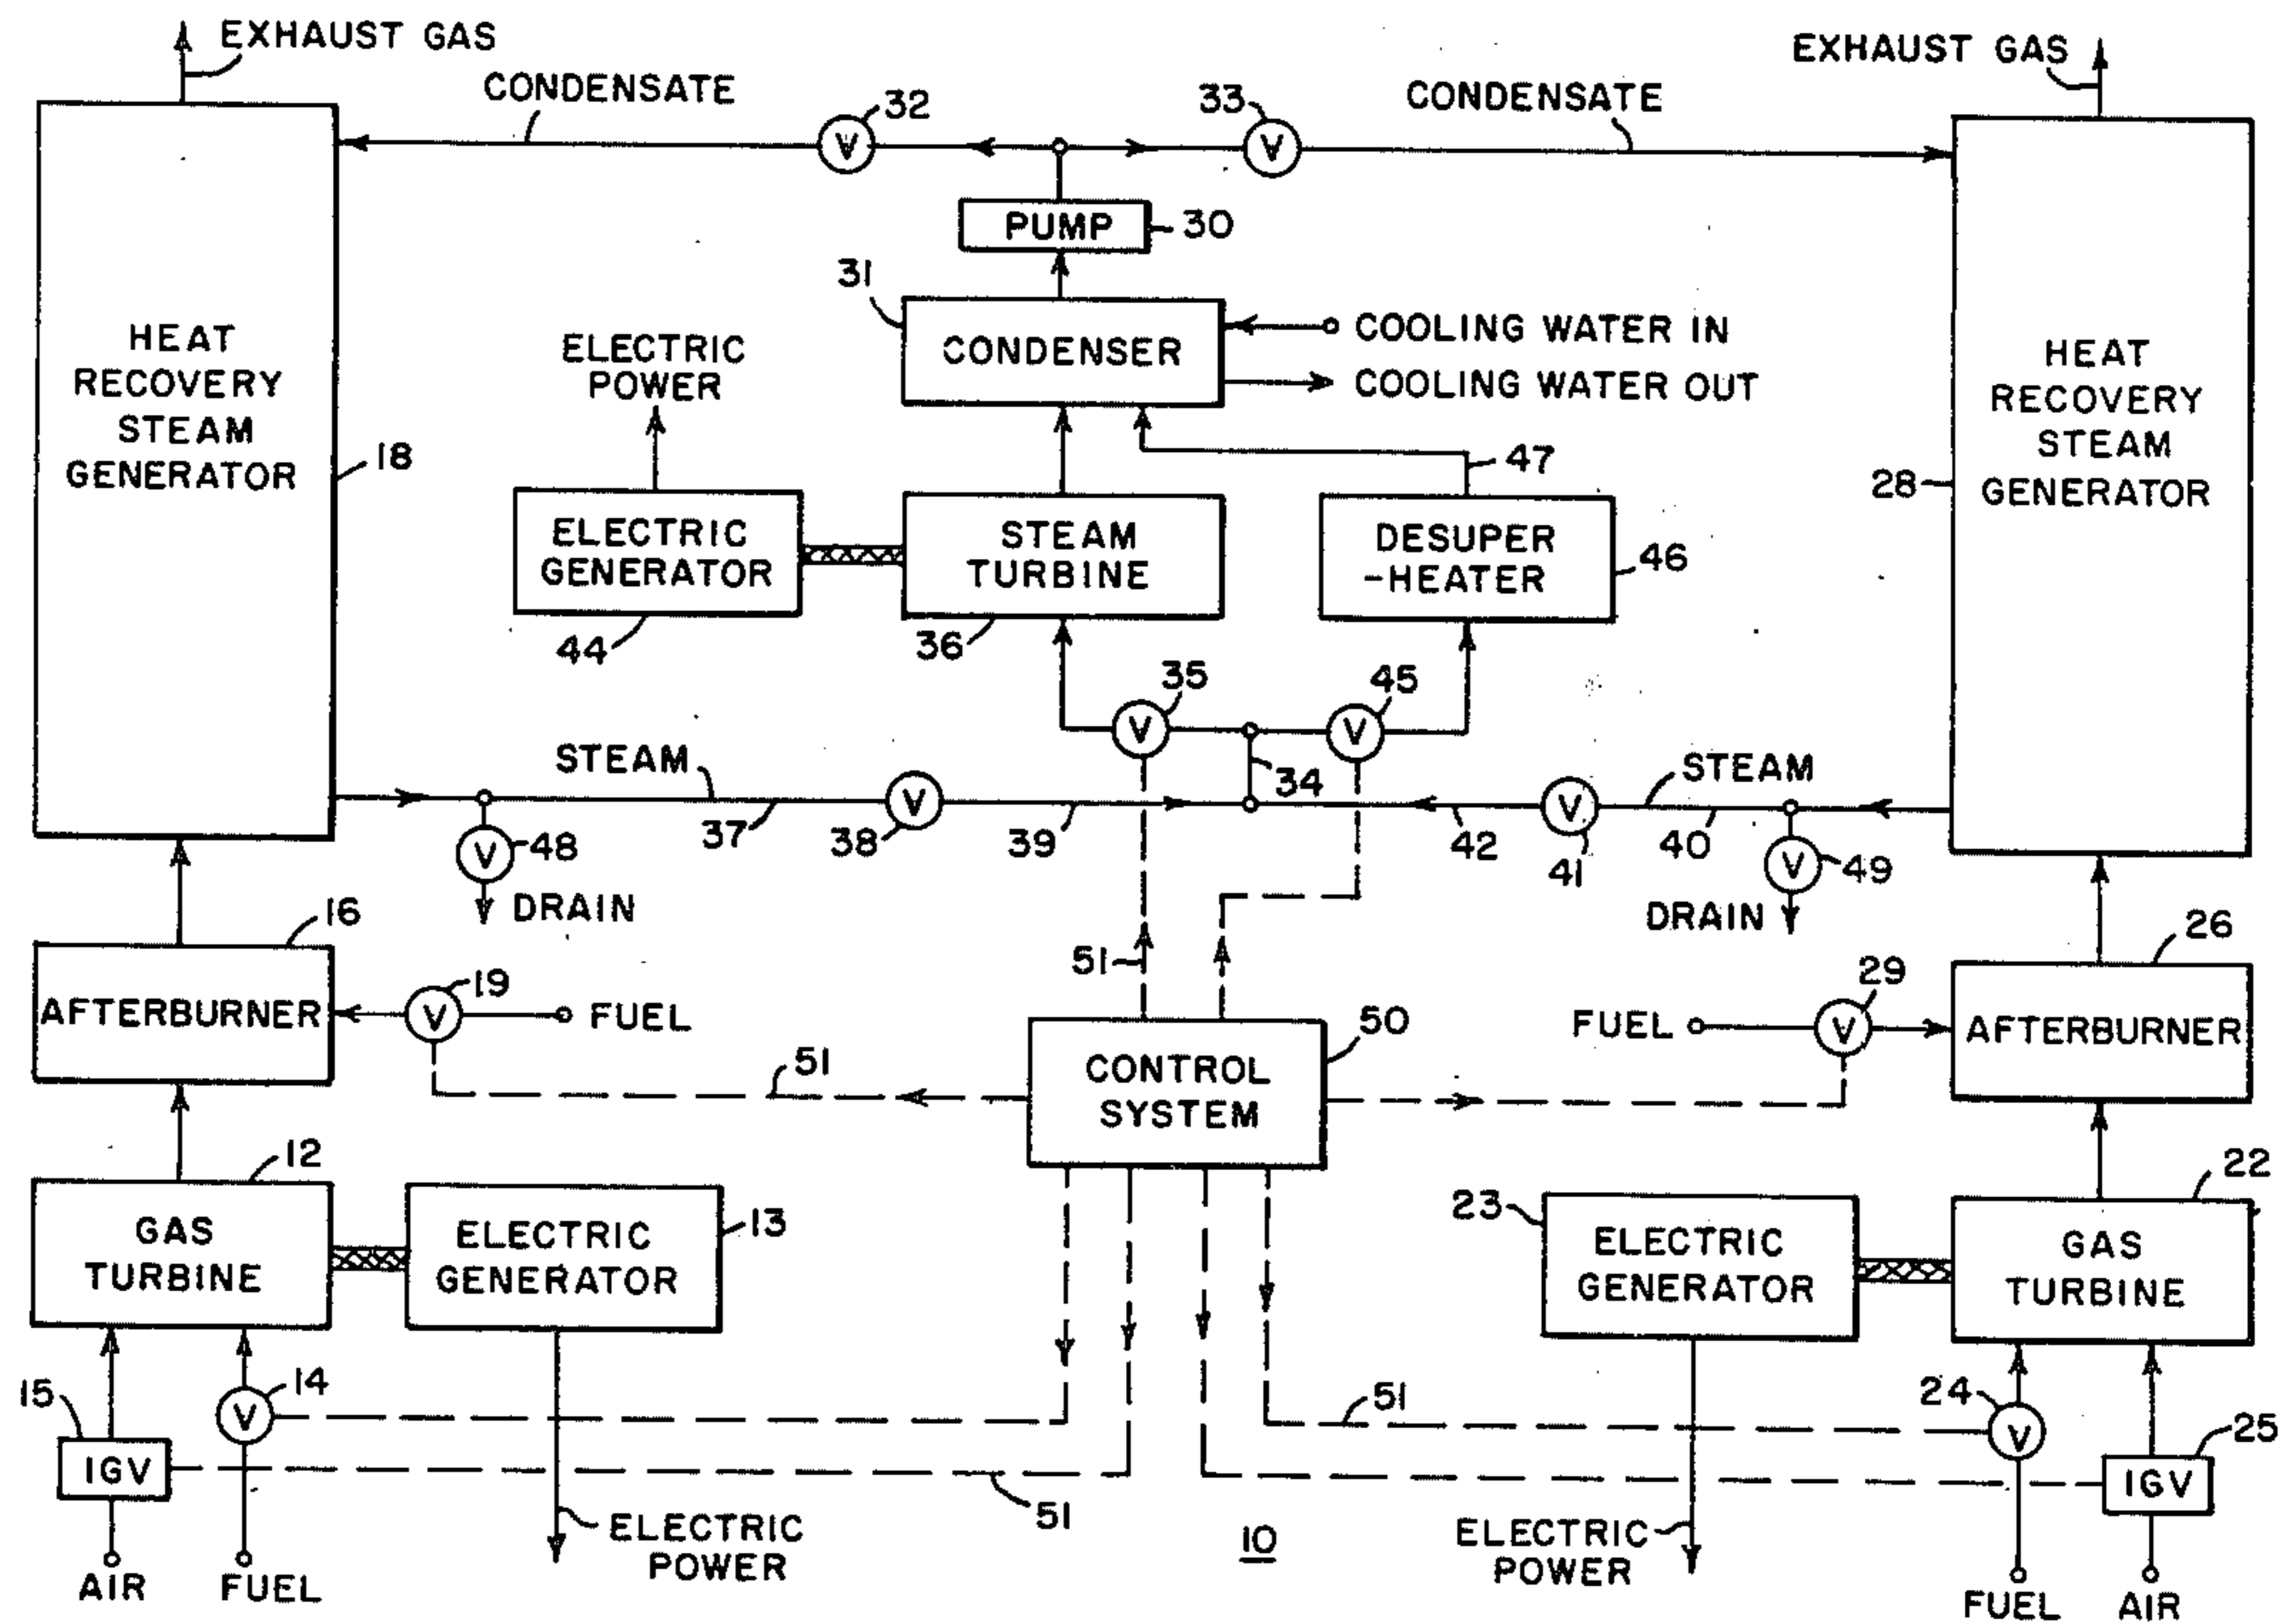 EXHAUST GAS
EXHAUST GAS
CONDENSATE
32
33
CONDENSATE
V
V
PUMP
30
31
HEAT
RECOVERY
STEAM
GENERATOR
18
ELECTRIC
POWER
CONDENSER
COOLING WATER IN
COOLING WATER OUT
HEAT
RECOVERY
STEAM
GENERATOR
28
47
ELECTRIC
GENERATOR
44
STEAM
TURBINE
36
DESUPER
-HEATER
46
35
45
V
V
STEAM
34
STEAM
V
V
37
38
39
42
41
40
V
48
V
49
DRAIN
DRAIN
16
26
AFTERBURNER
V
19
FUEL
51
50
FUEL
V
29
AFTERBURNER
51
CONTROL
SYSTEM
12
22
GAS
TURBINE
ELECTRIC
GENERATOR
13
23
ELECTRIC
GENERATOR
GAS
TURBINE
15
V
14
51
24
V
25
IGV
IGV
51
ELECTRIC
POWER
10
ELECTRIC
POWER
AIR
FUEL
FUEL
AIR